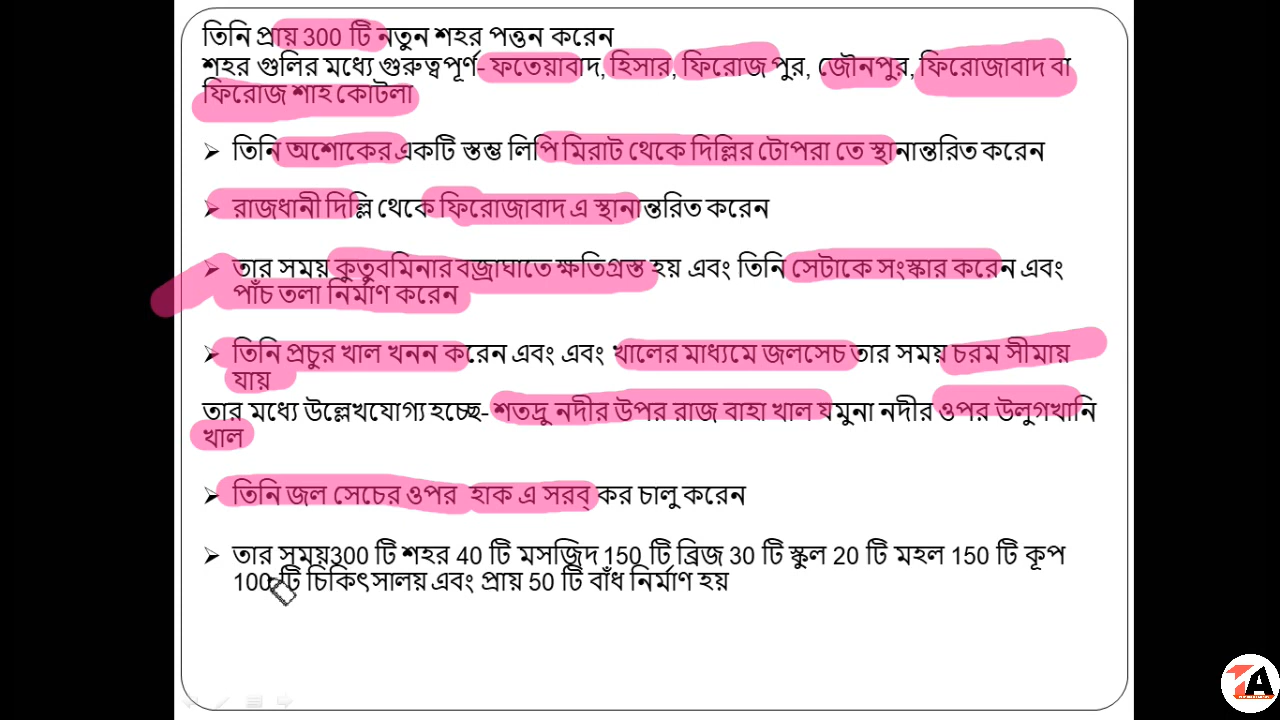 তিনি প্রায় 300 টি নতুন শহর পত্তন করেন
শহর গুলির মধ্যে গুরুত্বপূর্ণ- ফতেয়াবাদ, হিসার, ফিরোজ পুর, জৌনপুর, ফিরোজাবাদ বা
ফিরোজ শাহ কোটলা
➢ তিনি অশোকের একটি স্তম্ভ লিপি মিরাট থেকে দিল্লির টোপরা তে স্থানান্তরিত করেন
➢ রাজধানী দিল্লি থেকে ফিরোজাবাদ এ স্থানান্তরিত করেন
➢ তার সময় কুতুবমিনার বজ্রাঘাতে ক্ষতিগ্রস্ত হয় এবং তিনি সেটাকে সংস্কার করেন এবং
পাঁচ তলা নির্মাণ করেন
➢ তিনি প্রচুর খাল খনন করেন এবং এবং খালের মাধ্যমে জলসেচ তার সময় চরম সীমায়
যায়
তার মধ্যে উল্লেখযোগ্য হচ্ছে- শতদ্রু নদীর উপর রাজ বাহা খাল যমুনা নদীর ওপর উলুগখানি
খাল
➢ তিনি জল সেচের ওপর হাক এ সরব্ কর চালু করেন
➢ তার সময়300 টি শহর 40 টি মসজিদ 150 টি ব্রিজ 30 টি স্কুল 20 টি মহল 150 টি কূপ
100 টি চিকিৎসালয় এবং প্রায় 50 টি বাঁধ নির্মাণ হয়